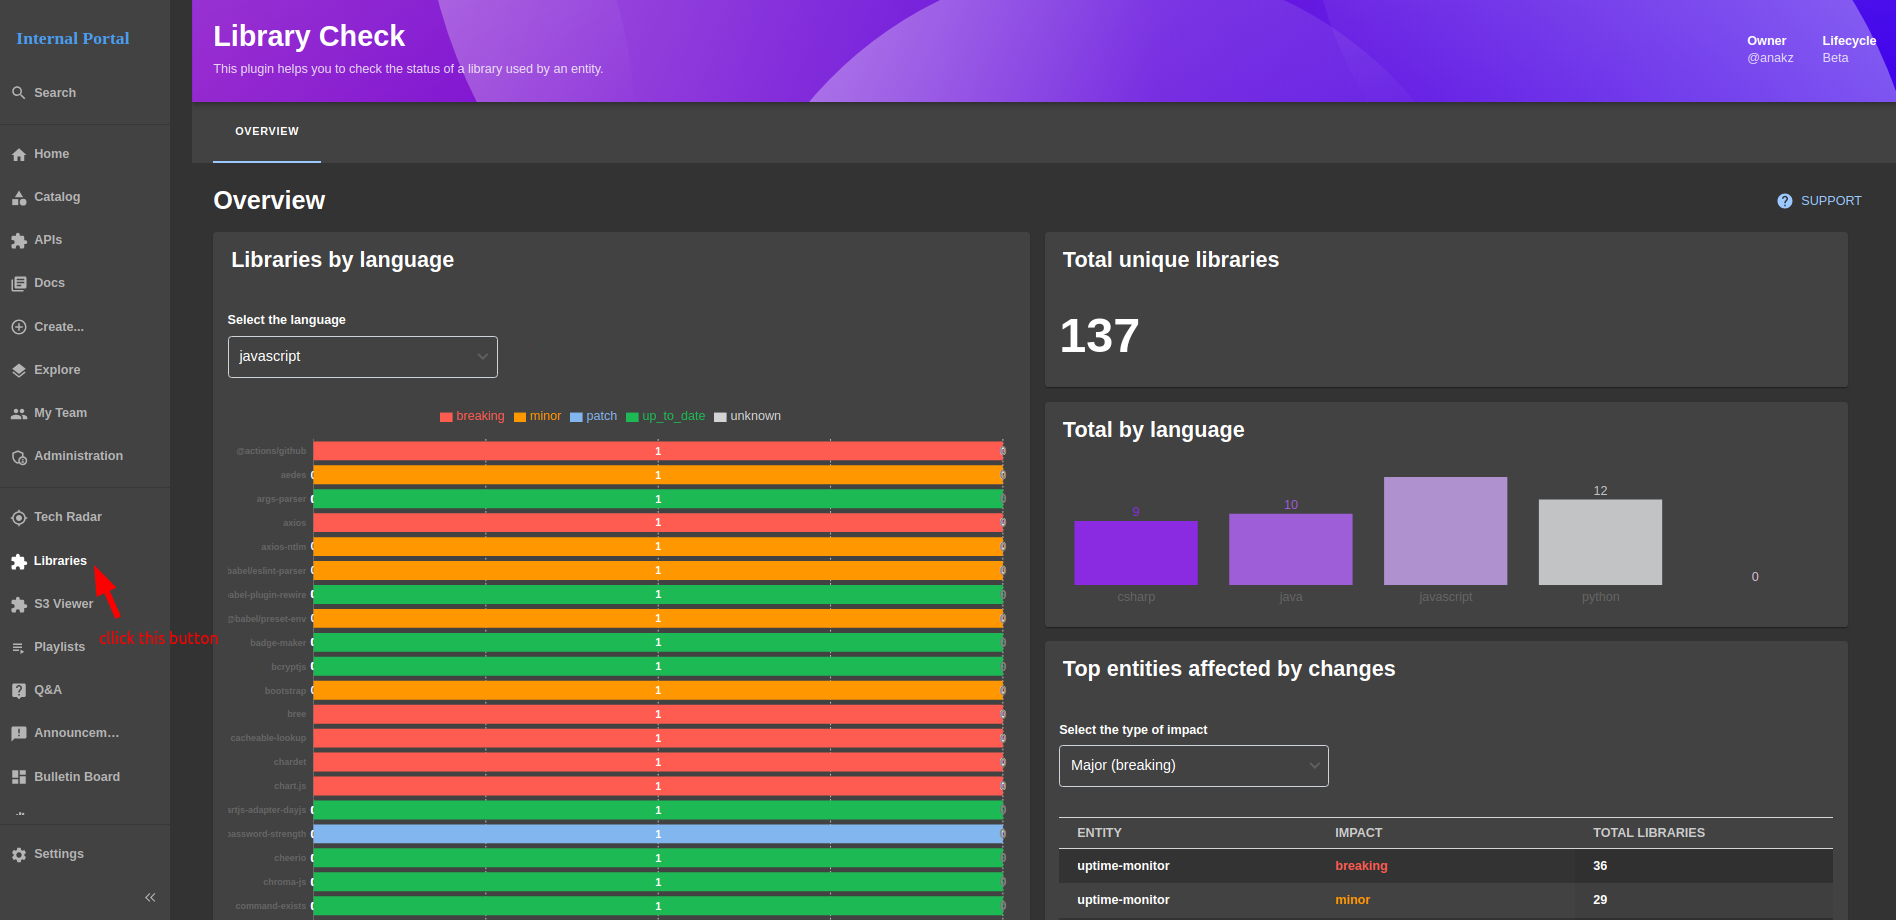 Internal Portal
Search
Home
Catalog
APIs
Docs
Create...
Explore
My Team
Administration
Tech Radar
Libraries
S3 Viewer
cllick this button
Playlists
Q&A
Announcem…
Bulletin Board
Settings
Library Check
This plugin helps you to check the status of a library used by an entity.
Owner
@anakz
Lifecycle
Beta
OVERVIEW
Overview
SUPPORT
Libraries by language
Select the language
javascript
breaking minor patch up_to_date unknown
@actions/github 1
aedes 1
args-parser 1
axios 1
axios-ntlm 1
babel/eslint-parser 1
abel-plugin-rewire 1
@babel/preset-env 1
badge-maker 1
bcryptjs 1
bootstrap 1
bree 1
cacheable-lookup 1
chardet 1
chart.js 1
artjs-adapter-dayjs 1
password-strength 1
cheerio 1
chroma-js 1
command-exists 1
Total unique libraries
137
Total by language
9 10 12 0
csharp java javascript python
Top entities affected by changes
Select the type of impact
Major (breaking)
ENTITY IMPACT TOTAL LIBRARIES
uptime-monitor breaking 36
uptime-monitor minor 29